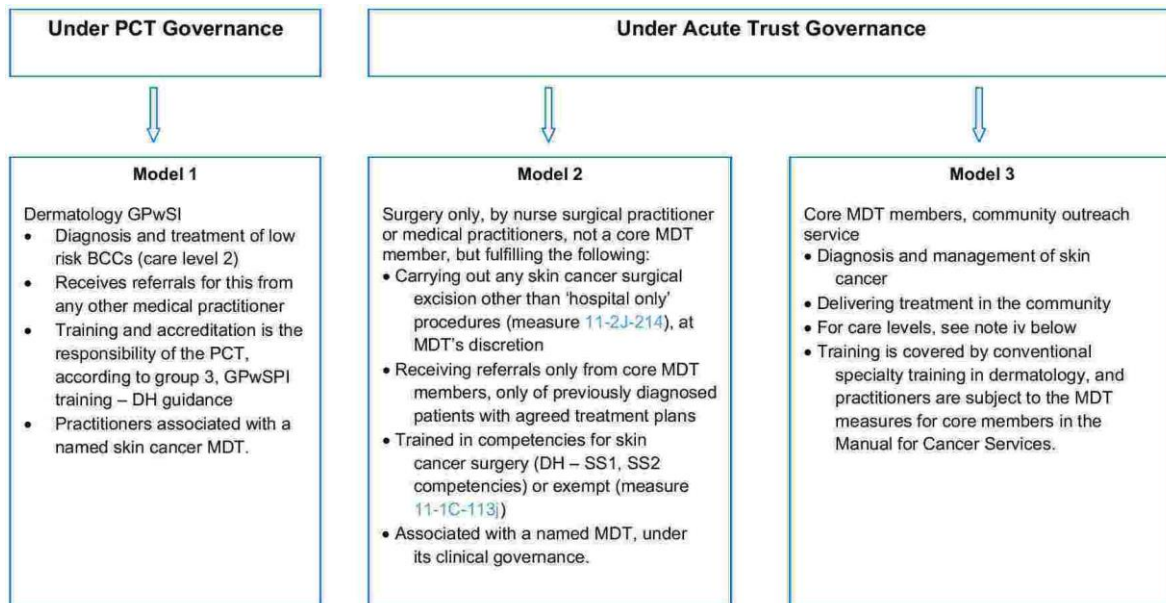 Under PCT Governance
Under Acute Trust Governance
Model 1
Dermatology GPwSI
• Diagnosis and treatment of low
risk BCCs (care level 2)
• Receives referrals for this from
any other medical practitioner
• Training and accreditation is the
responsibility of the PCT,
according to group 3, GPwSPI
training – DH guidance
• Practitioners associated with a
named skin cancer MDT.
Model 2
Surgery only, by nurse surgical practitioner
or medical practitioners, not a core MDT
member, but fulfilling the following:
• Carrying out any skin cancer surgical
excision other than ‘hospital only’
procedures (measure 11-2J-214), at
MDT’s discretion
• Receiving referrals only from core MDT
members, only of previously diagnosed
patients with agreed treatment plans
• Trained in competencies for skin
cancer surgery (DH – SS1, SS2
competencies) or exempt (measure
11-1C-113j)
• Associated with a named MDT, under
its clinical governance.
Model 3
Core MDT members, community outreach
service
• Diagnosis and management of skin
cancer
• Delivering treatment in the community
• For care levels, see note iv below
• Training is covered by conventional
specialty training in dermatology, and
practitioners are subject to the MDT
measures for core members in the
Manual for Cancer Services.